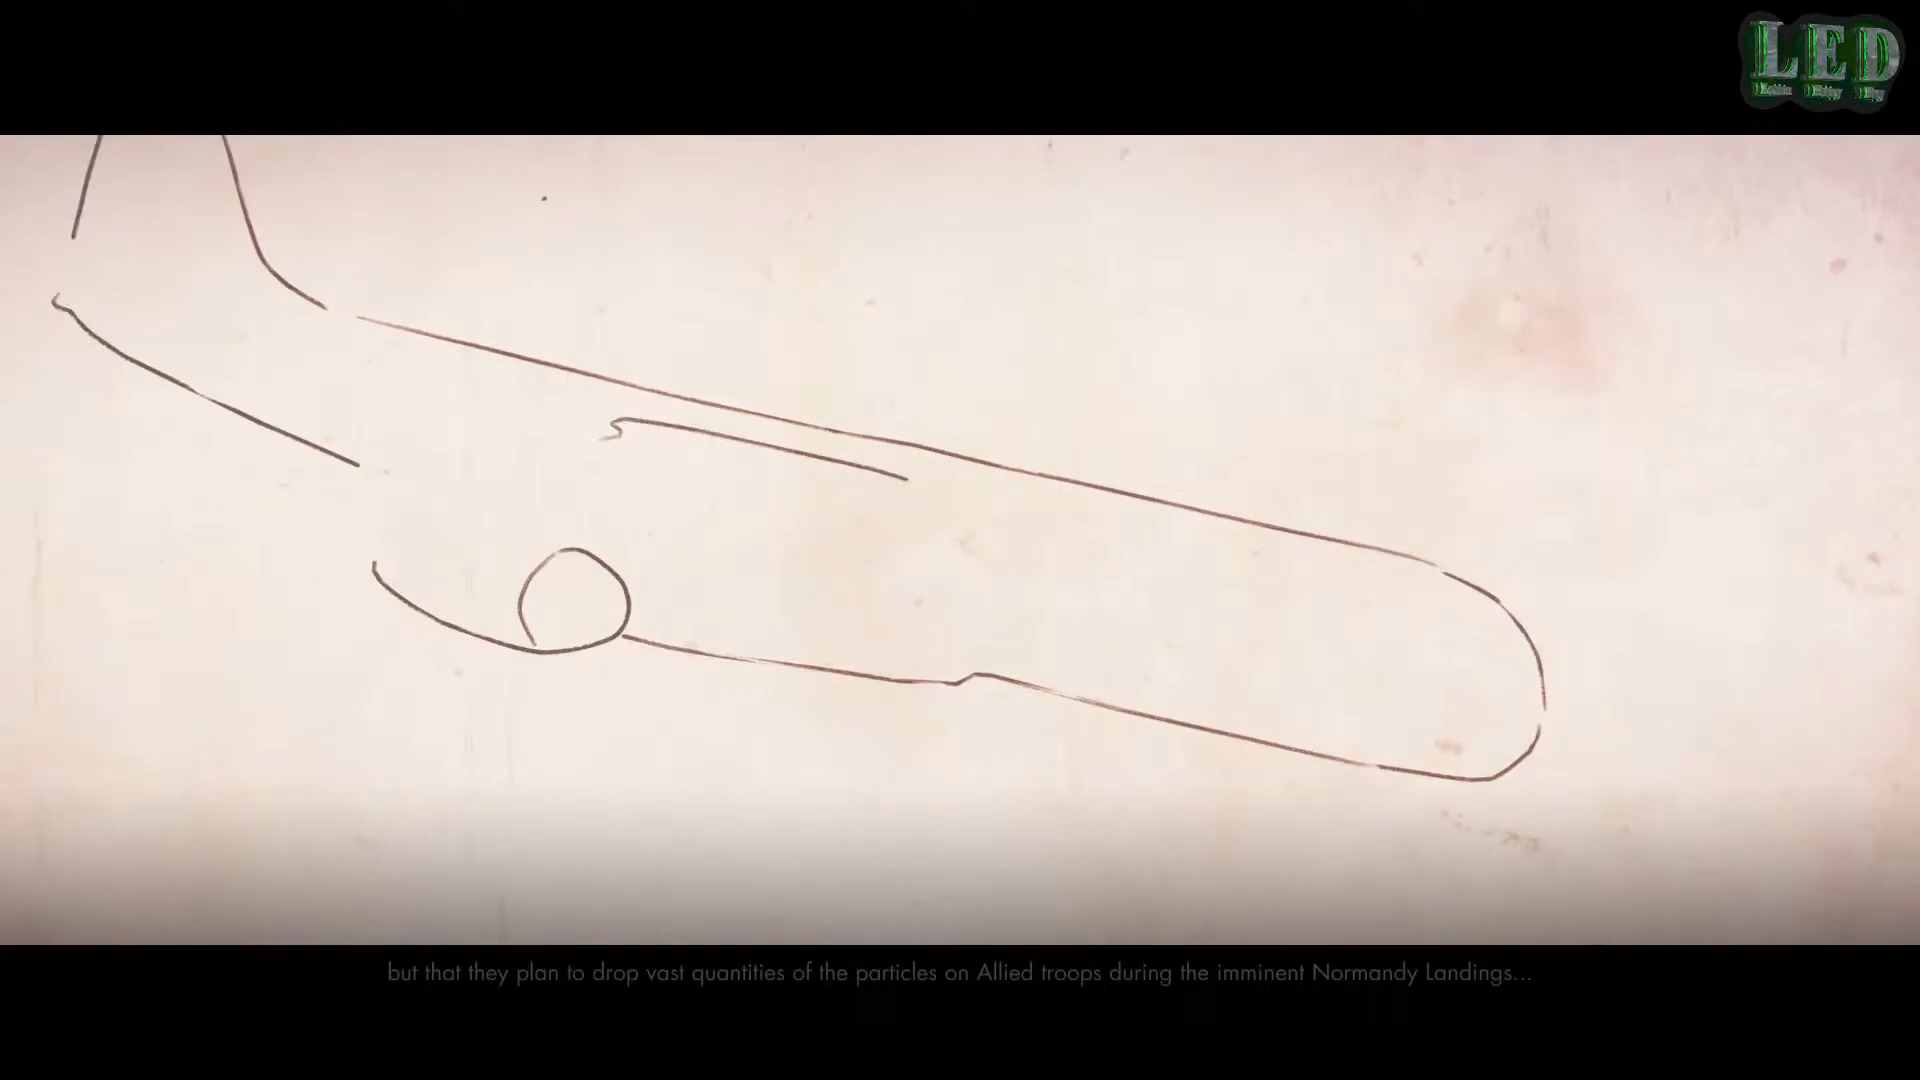 LED
but that they plan to drop vast quantities of the particles on Allied troops during the imminent Normandy Landings...